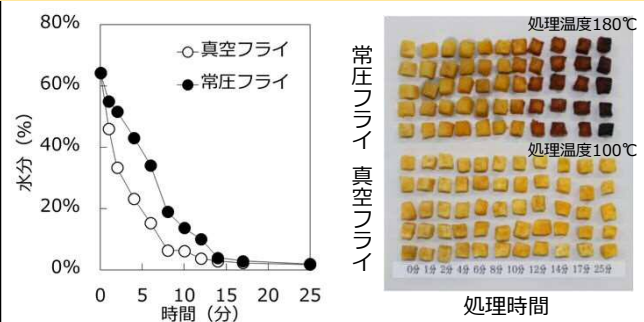 80%
60%
40%
20%
0%
水分（%）
真空フライ
常圧フライ
0
5
10
15
20
25
時間（分）
常圧フライ
真空フライ
処理温度180℃
処理温度100℃
0分 1分 2分 4分 6分 8分 10分 12分 14分 17分 25分
処理時間